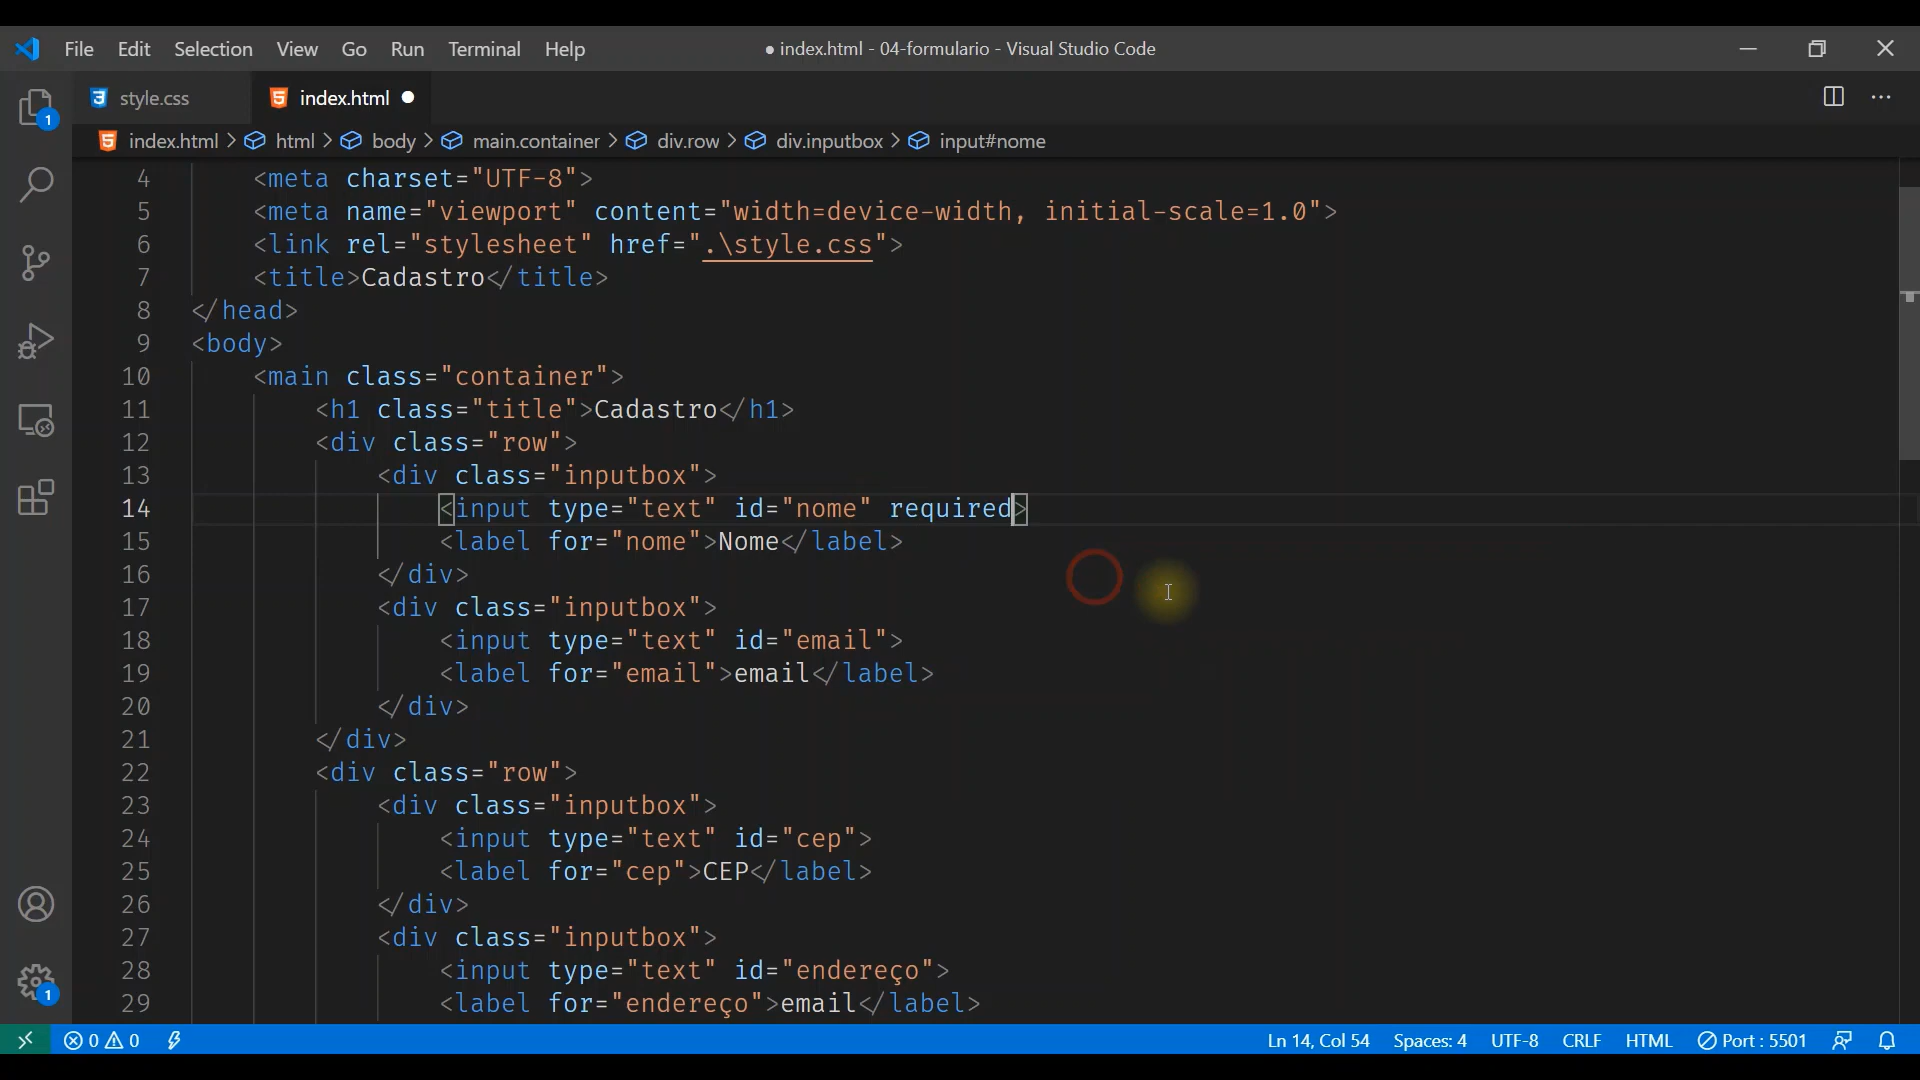 File Edit Selection View Go Run Terminal Help ● index.html - 04-formulario - Visual Studio Code
style.css index.html ●
index.html > html > body > main.container > div.row > div.inputbox > input#nome
1
4 <meta charset="UTF-8">
5 <meta name="viewport" content="width=device-width, initial-scale=1.0">
6 <link rel="stylesheet" href=".\style.css">
7 <title>Cadastro</title>
8 </head>
9 <body>
10 <main class="container">
11 <h1 class="title">Cadastro</h1>
12 <div class="row">
13 <div class="inputbox">
14 <input type="text" id="nome" required>
15 <label for="nome">Nome</label>
16 </div>
17 <div class="inputbox">
18 <input type="text" id="email">
19 <label for="email">email</label>
20 </div>
21 </div>
22 <div class="row">
23 <div class="inputbox">
24 <input type="text" id="cep">
25 <label for="cep">CEP</label>
26 </div>
27 <div class="inputbox">
28 <input type="text" id="endereço">
29 <label for="endereço">email</label>
1
0 0 Ln 14, Col 54 Spaces: 4 UTF-8 CRLF HTML Port : 5501